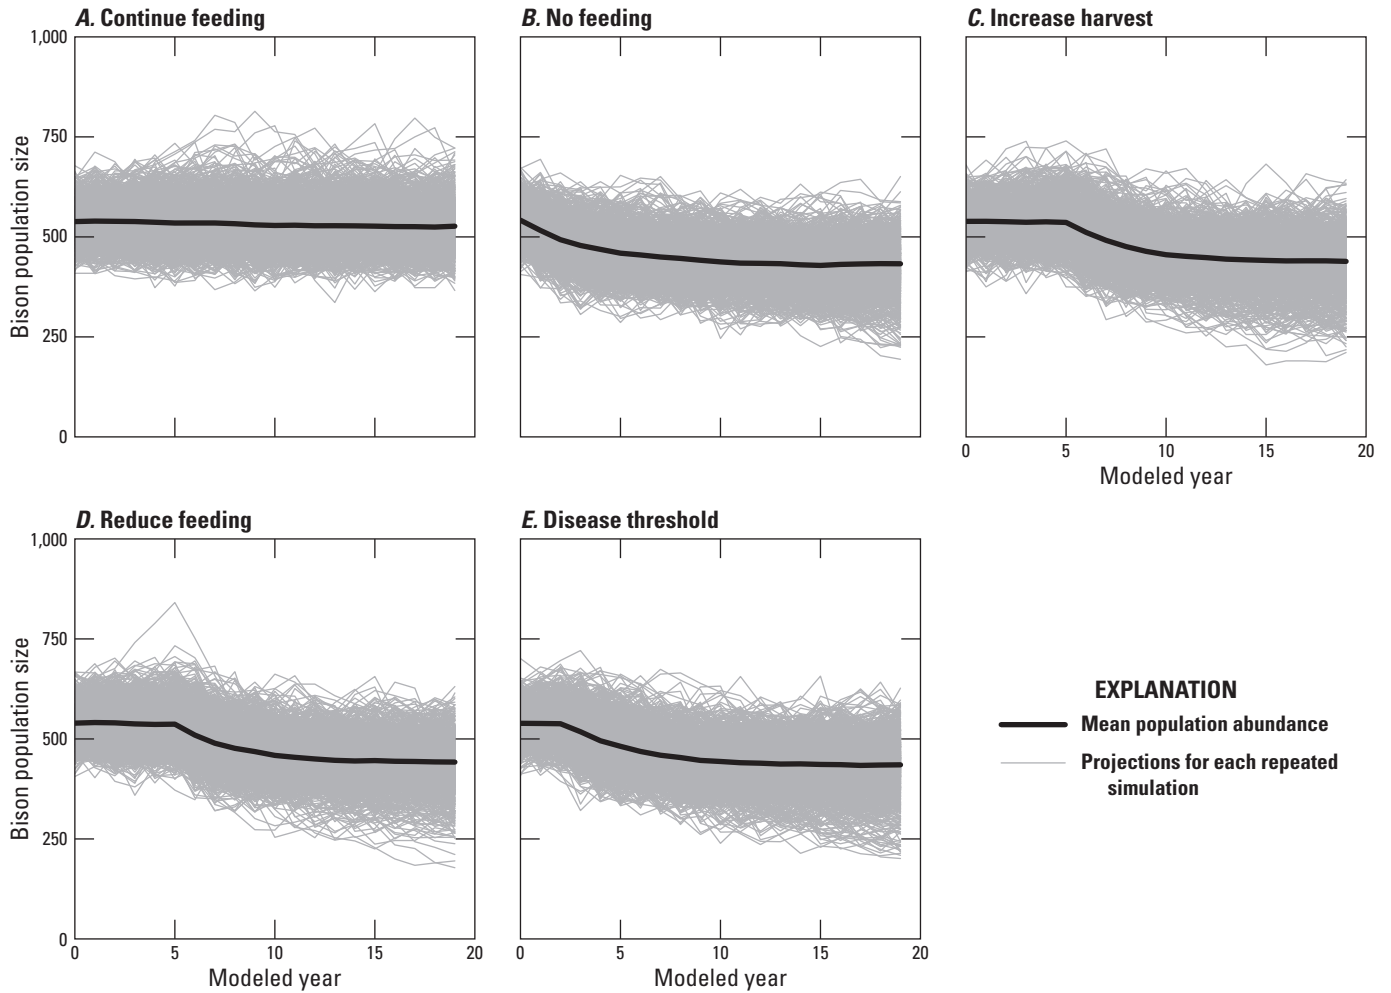 A. Continue feeding
B. No feeding
C. Increase harvest
1,000
750
500
250
0
Bison population size
0 5 10 15 20
Modeled year
D. Reduce feeding
E. Disease threshold
1,000
750
500
250
0
Bison population size
0 5 10 15 20
Modeled year
0 5 10 15 20
Modeled year
EXPLANATION
Mean population abundance
Projections for each repeated
simulation